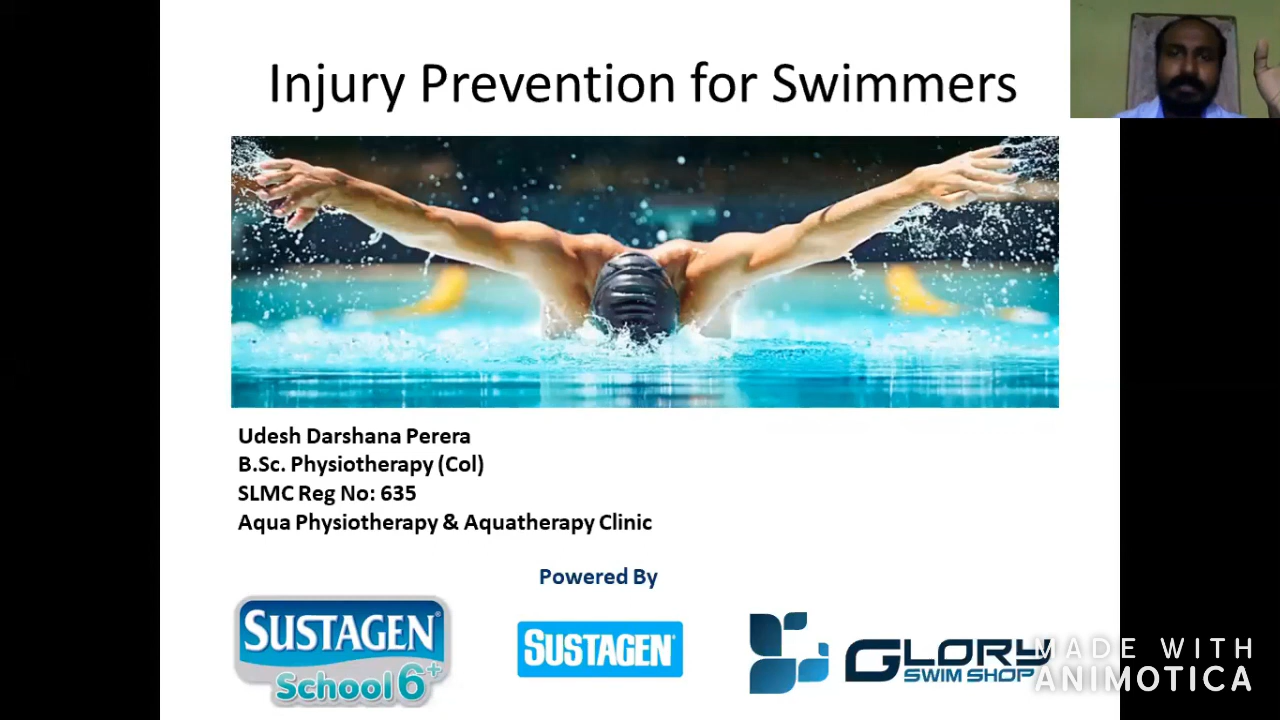 Injury Prevention for Swimmers
Udesh Darshana Perera
B.Sc. Physiotherapy (Col)
SLMC Reg No: 635
Aqua Physiotherapy & Aquatherapy Clinic
Powered By
SUSTAGEN®
School 6+
SUSTAGEN®
GLORY
SWIM SHOP
MADE WITH
ANIMOTICA